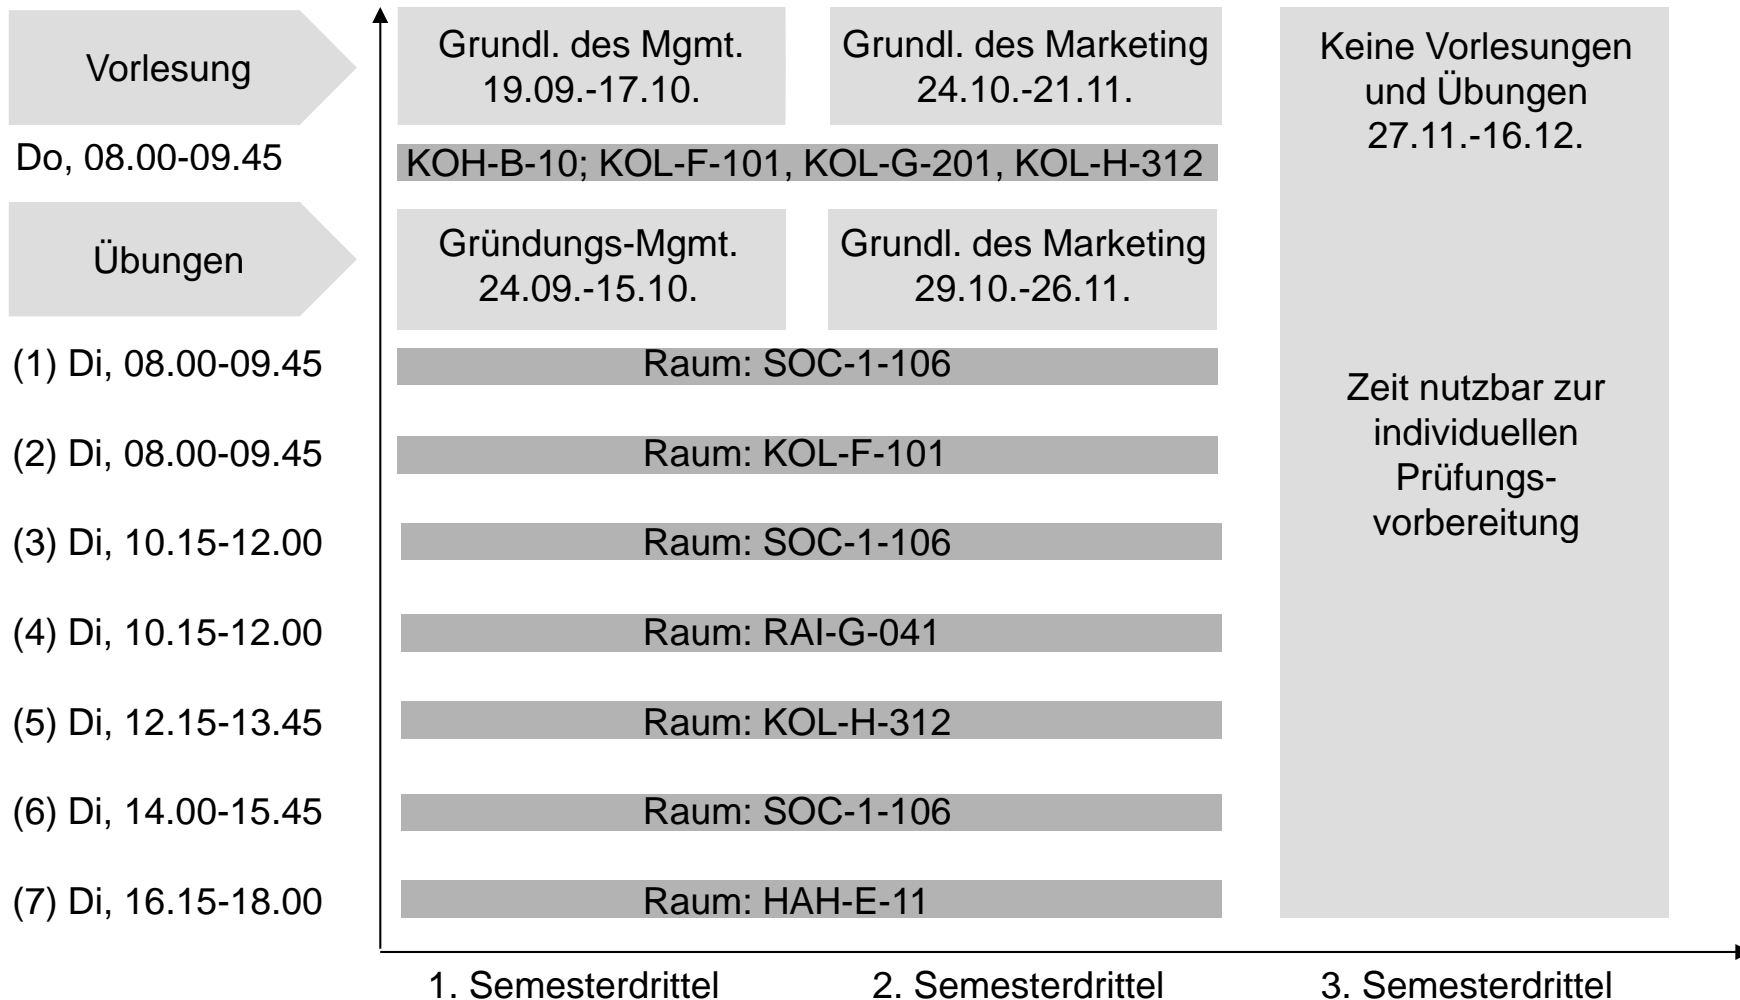 Vorlesung
Grundl. des Mgmt.
19.09.-17.10.
Grundl. des Marketing
24.10.-21.11.
Keine Vorlesungen
und Übungen
27.11.-16.12.
Do, 08.00-09.45
KOH-B-10; KOL-F-101, KOL-G-201, KOL-H-312
Übungen
Gründungs-Mgmt.
24.09.-15.10.
Grundl. des Marketing
29.10.-26.11.
(1) Di, 08.00-09.45
Raum: SOC-1-106
(2) Di, 08.00-09.45
Raum: KOL-F-101
(3) Di, 10.15-12.00
Raum: SOC-1-106
(4) Di, 10.15-12.00
Raum: RAI-G-041
(5) Di, 12.15-13.45
Raum: KOL-H-312
(6) Di, 14.00-15.45
Raum: SOC-1-106
(7) Di, 16.15-18.00
Raum: HAH-E-11
Zeit nutzbar zur
individuellen
Prüfungs-
vorbereitung
1. Semesterdrittel
2. Semesterdrittel
3. Semesterdrittel